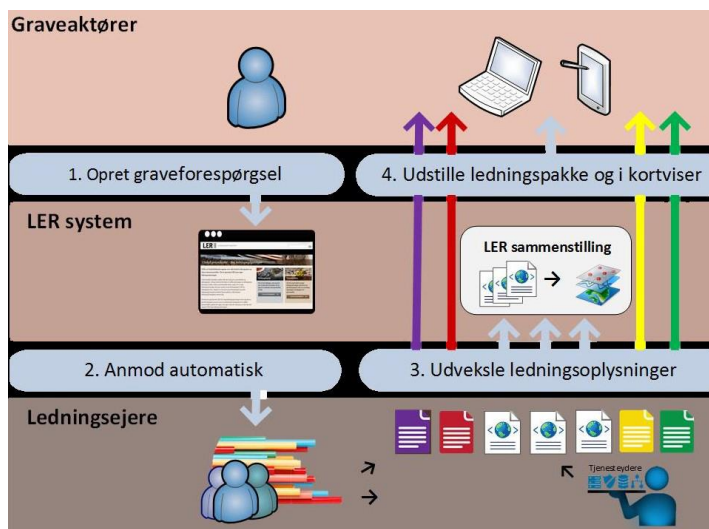 Graveaktører
1. Opret graveforespørgsel
4. Udstille ledningspakke og i kortviser
LER system
LER
LER sammenstilling
2. Anmod automatisk
3. Udveksle ledningsoplysninger
Ledningsejere
Tjenesteydere